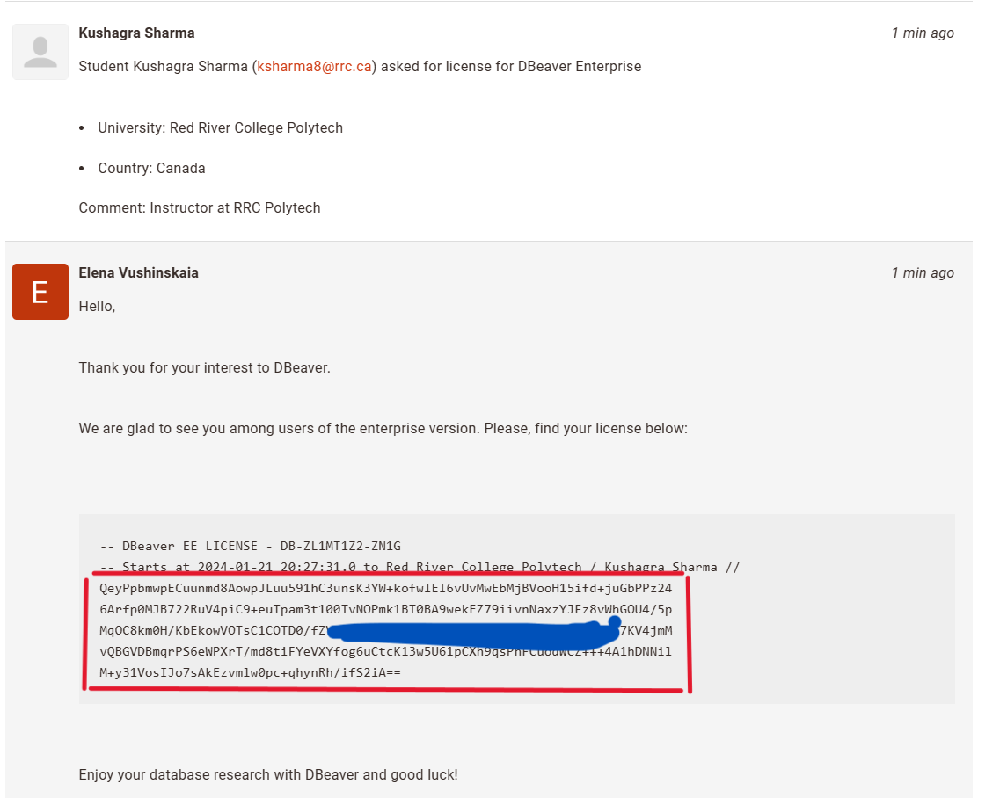 Kushagra Sharma
1 min ago
Student Kushagra Sharma (ksharma8@rrc.ca) asked for license for DBeaver Enterprise
• University: Red River College Polytech
• Country: Canada
Comment: Instructor at RRC Polytech
E
Elena Vushinskaia
1 min ago
Hello,
Thank you for your interest to DBeaver.
We are glad to see you among users of the enterprise version. Please, find your license below:
-- DBeaver EE LICENSE - DB-ZL1MT1Z2-ZN1G
-- Starts at 2024-01-21 20:27:31.0 to Red River College Polytech / Kushagra Sharma //
QeyPpbmwpECuunmd8AowpJLuu591hC3unsK3YW+kofwlEI6vUvMwEbMjBVooH15ifd+juGbPPz24
6Arfp0MJB722RuV4piC9+euTpam3t100TvNOPmk1BT0BA9wekEZ79iivnNaxzYJFz8vWhGOU4/5p
MqOC8km0H/KbEkowVOTsC1COTD0/fZ 7KV4jmM
vQBGVDBmqrPS6eWPXrT/md8tiFYeVXYfog6uCtcK13w5U61pCXh9qsPhFCuouWCZ+++4A1hDNNil
M+y31VosIJo7sAkEzvmlw0pc+qhynRh/ifS2iA==
Enjoy your database research with DBeaver and good luck!